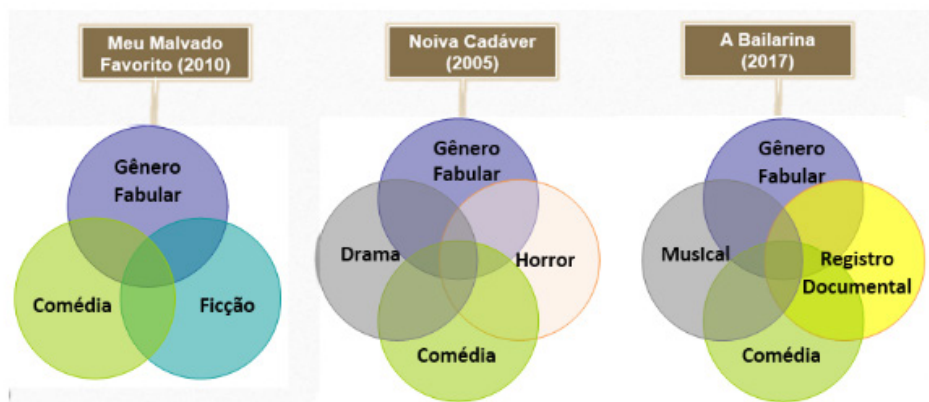 Meu Malvado
Favorito (2010)
Gênero
Fabular
Comédia
Ficção
Noiva Cadáver
(2005)
Gênero
Fabular
Drama
Horror
Comédia
A Bailarina
(2017)
Gênero
Fabular
Musical
Registro
Documental
Comédia